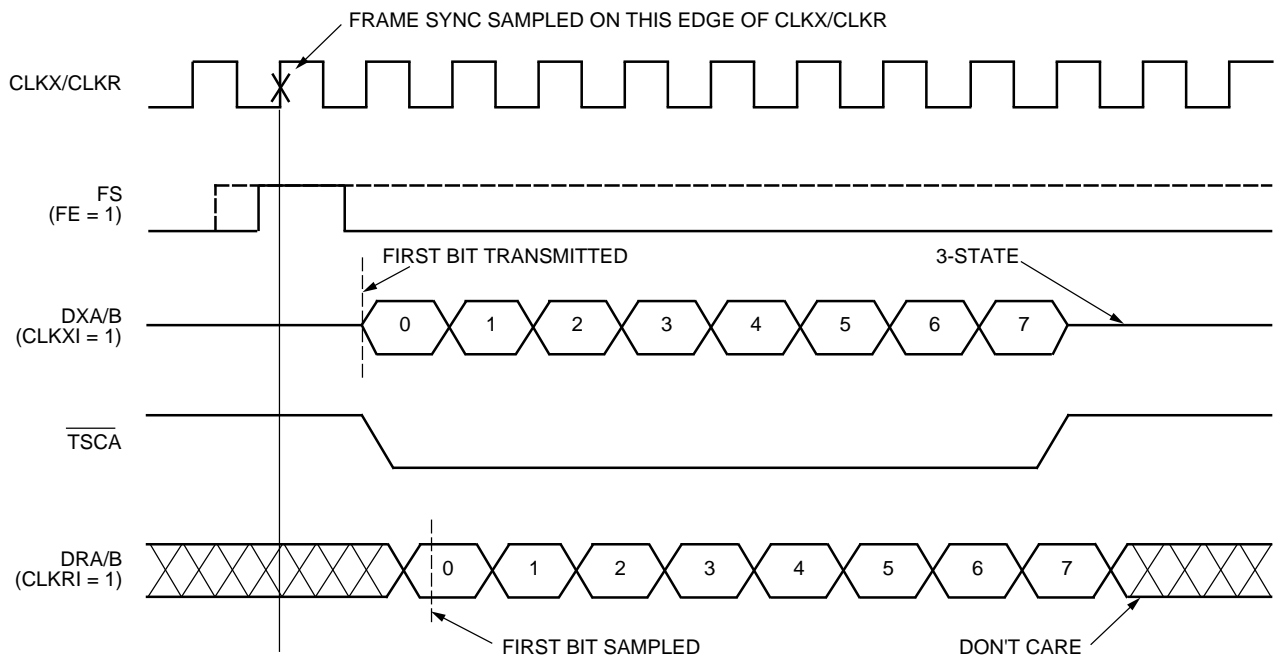 FRAME SYNC SAMPLED ON THIS EDGE OF CLKX/CLKR
CLKX/CLKR
FS
(FE = 1)
FIRST BIT TRANSMITTED
3-STATE
DXA/B
(CLKXI = 1)
0 1 2 3 4 5 6 7
TSCA
DRA/B
(CLKRI = 1)
0 1 2 3 4 5 6 7
FIRST BIT SAMPLED
DON'T CARE